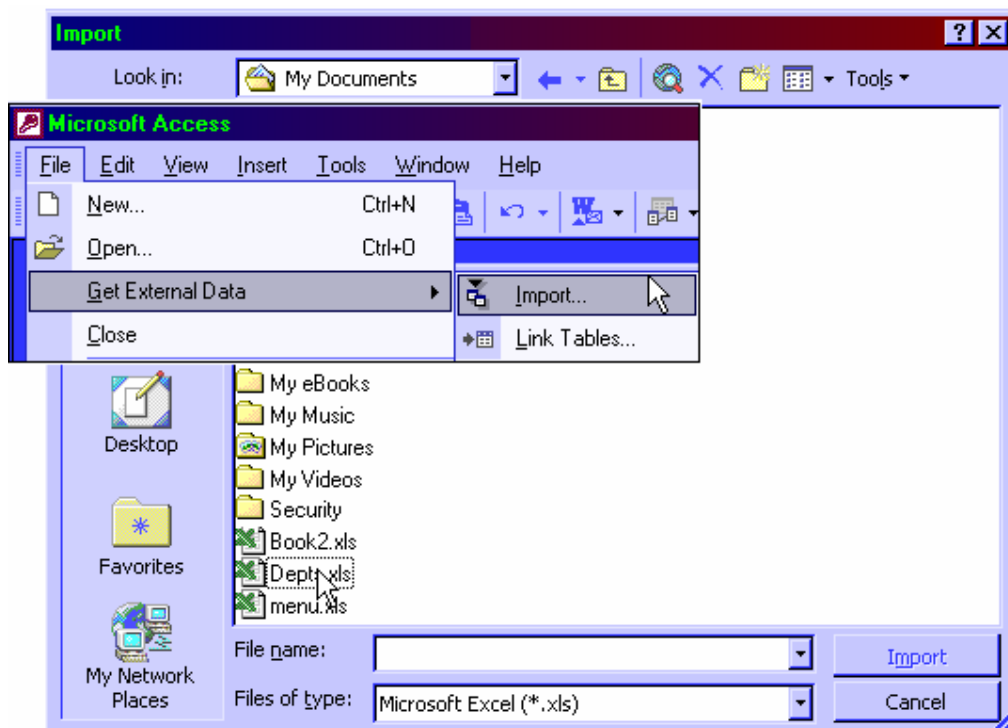 Import
Look in: My Documents Tools
Microsoft Access
File Edit View Insert Tools Window Help
New... Ctrl+N
Open... Ctrl+O
Get External Data Import...
Close Link Tables...
My eBooks
My Music
Desktop
My Pictures
My Videos
Security
Book2.xls
Favorites
Dept.xls
menu.xls
File name: Import
My Network
Places
Files of type: Microsoft Excel (*.xls) Cancel